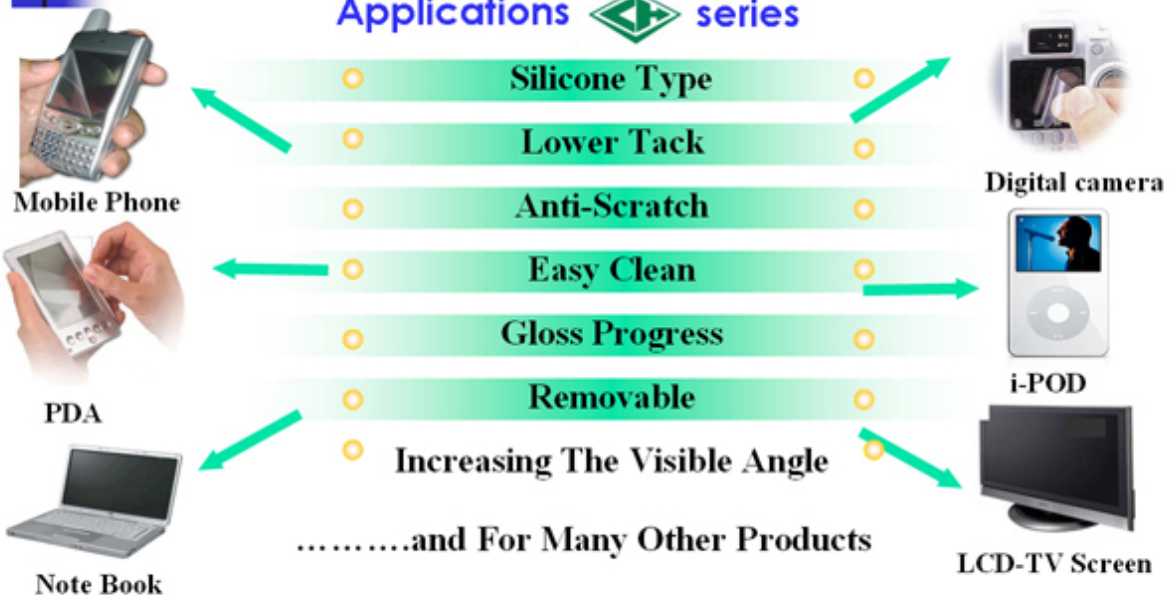 Applications CH series
Silicone Type
Lower Tack
Anti-Scratch
Easy Clean
Gloss Progress
Removable
Increasing The Visible Angle
……….and For Many Other Products
Mobile Phone
PDA
Note Book
Digital camera
i-POD
LCD-TV Screen